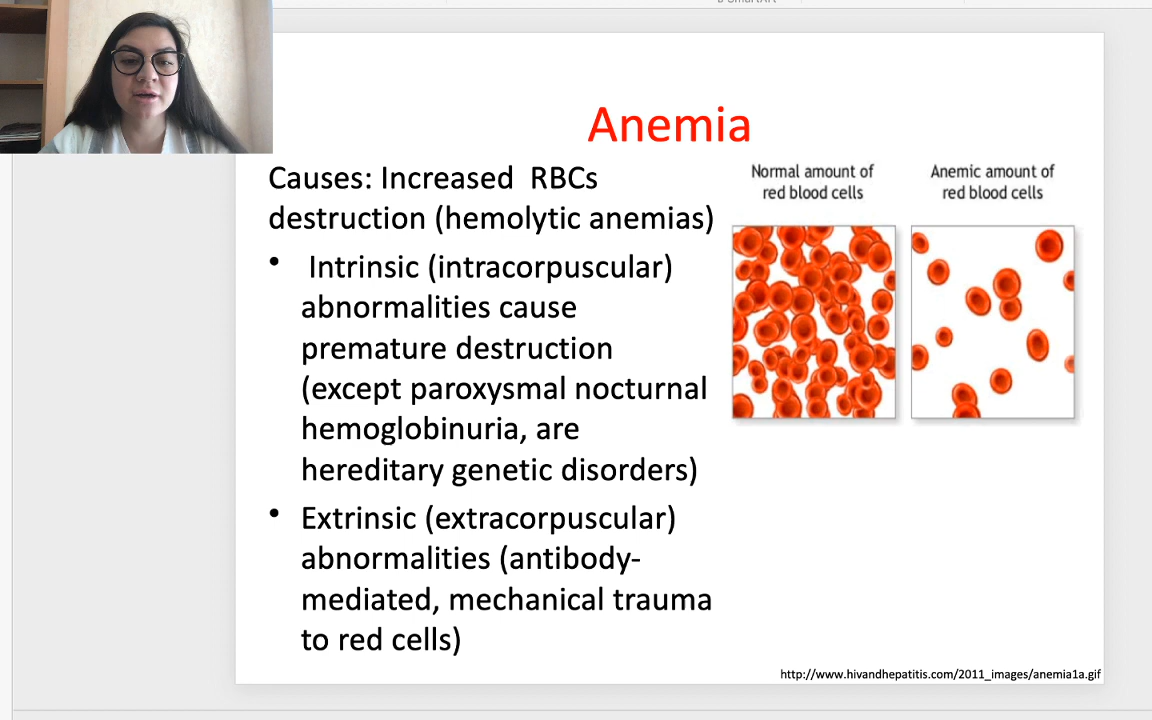 Anemia
Causes: Increased RBCs
destruction (hemolytic anemias)
• Intrinsic (intracorpuscular)
abnormalities cause
premature destruction
(except paroxysmal nocturnal
hemoglobinuria, are
hereditary genetic disorders)
• Extrinsic (extracorpuscular)
abnormalities (antibody-
mediated, mechanical trauma
to red cells)
Normal amount of
red blood cells
Anemic amount of
red blood cells
http://www.hivandhepatitis.com/2011_images/anemia1a.gif